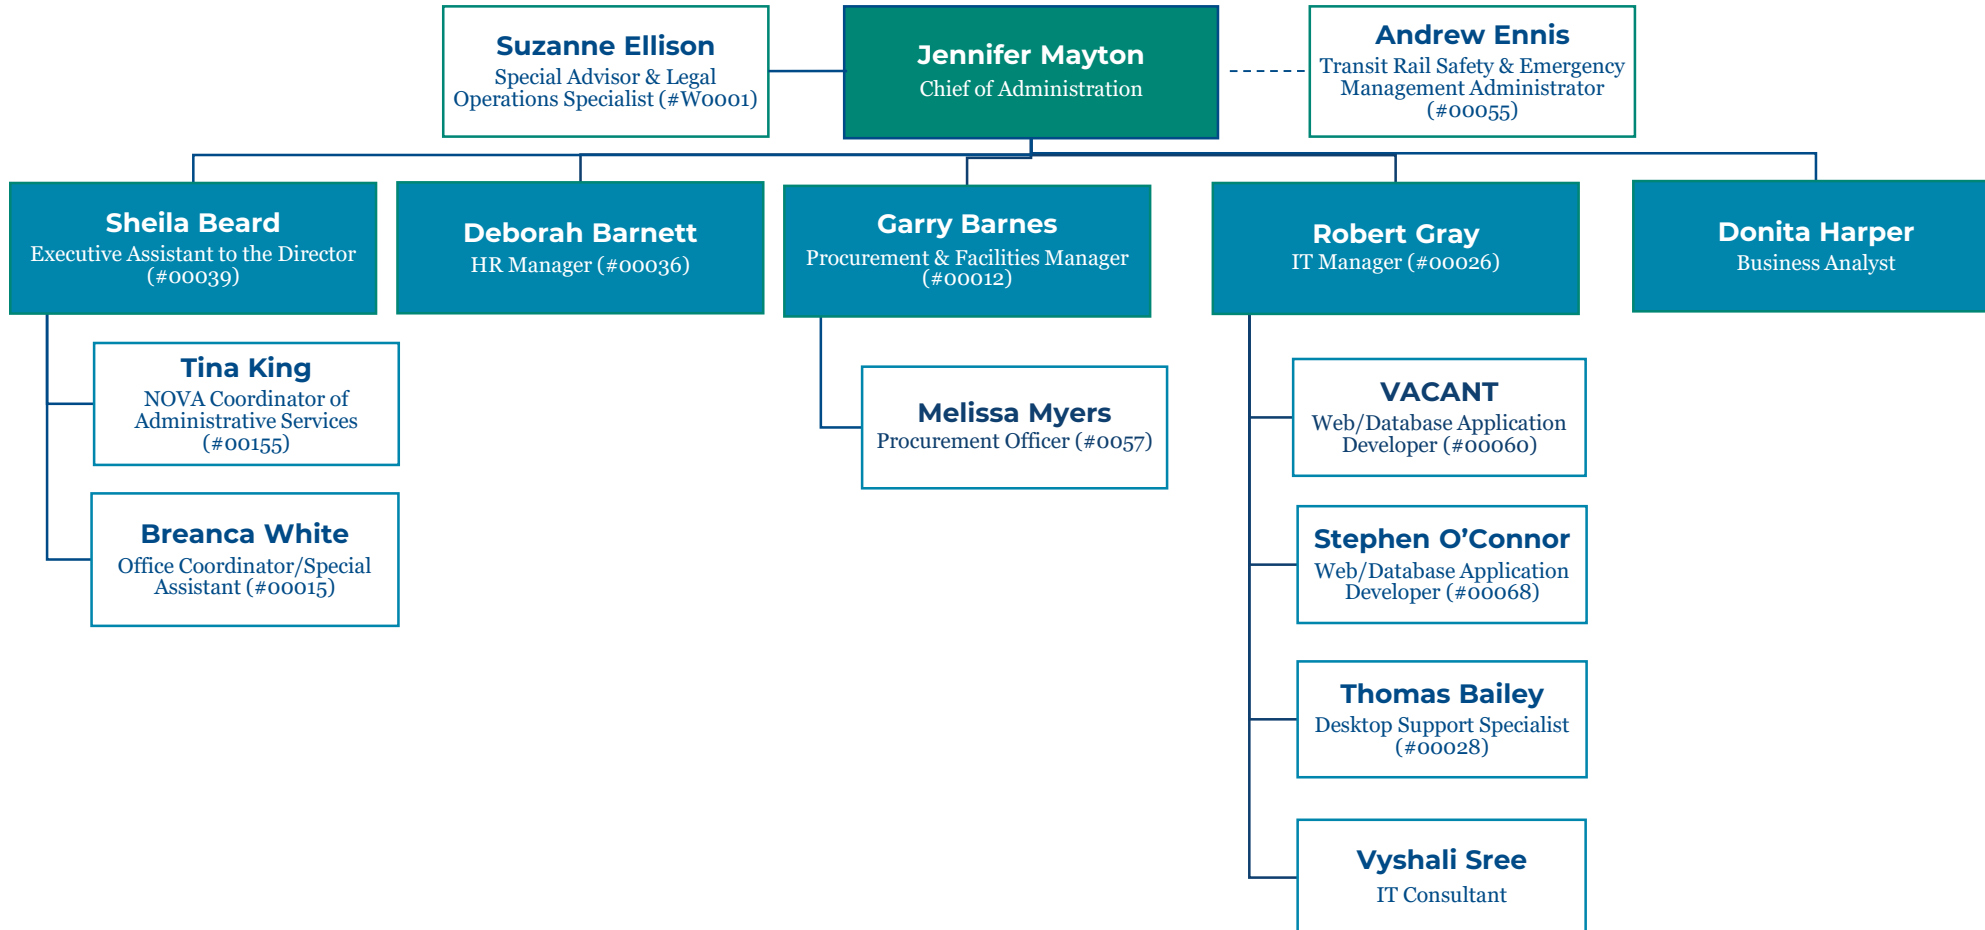 Suzanne Ellison
Special Advisor & Legal
Operations Specialist (#W0001)
Jennifer Mayton
Chief of Administration
Andrew Ennis
Transit Rail Safety & Emergency
Management Administrator
(#00055)
Sheila Beard
Executive Assistant to the Director
(#00039)
Deborah Barnett
HR Manager (#00036)
Garry Barnes
Procurement & Facilities Manager
(#00012)
Robert Gray
IT Manager (#00026)
Donita Harper
Business Analyst
Tina King
NOVA Coordinator of
Administrative Services
(#00155)
Breanca White
Office Coordinator/Special
Assistant (#00015)
Melissa Myers
Procurement Officer (#0057)
VACANT
Web/Database Application
Developer (#00060)
Stephen O’Connor
Web/Database Application
Developer (#00068)
Thomas Bailey
Desktop Support Specialist
(#00028)
Vyshali Sree
IT Consultant